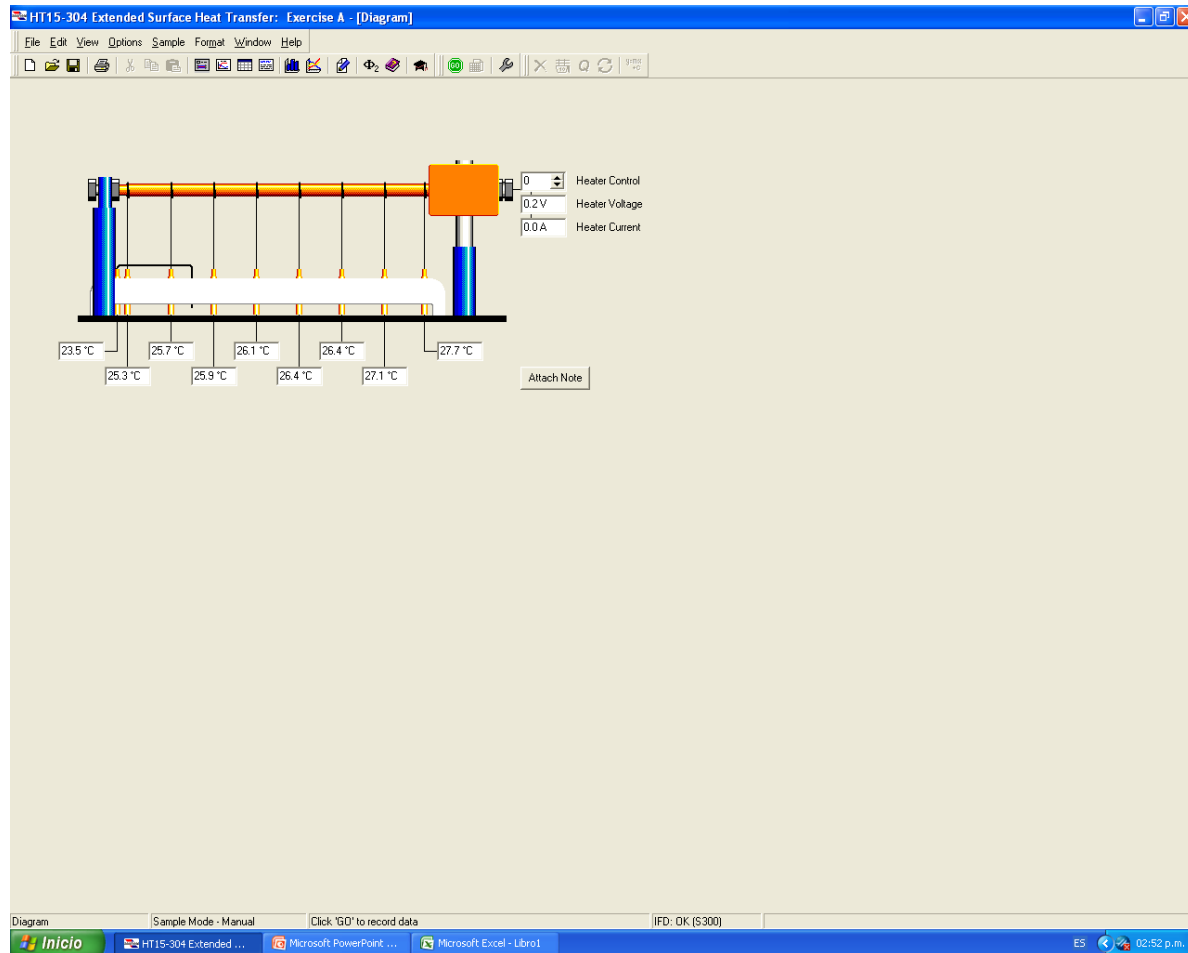 HT15-304 Extended Surface Heat Transfer: Exercise A - [Diagram]
File Edit View Options Sample Format Window Help
0 Heater Control
0.2 V Heater Voltage
0.0 A Heater Current
23.5 °C 25.7 °C 26.1 °C 26.4 °C 27.7 °C
25.3 °C 25.9 °C 26.4 °C 27.1 °C Attach Note
Diagram Sample Mode - Manual Click 'GO' to record data IFD: OK (S300)
Inicio HT15-304 Extended ... Microsoft PowerPoint ... Microsoft Excel - Libro1 ES 02:52 p.m.